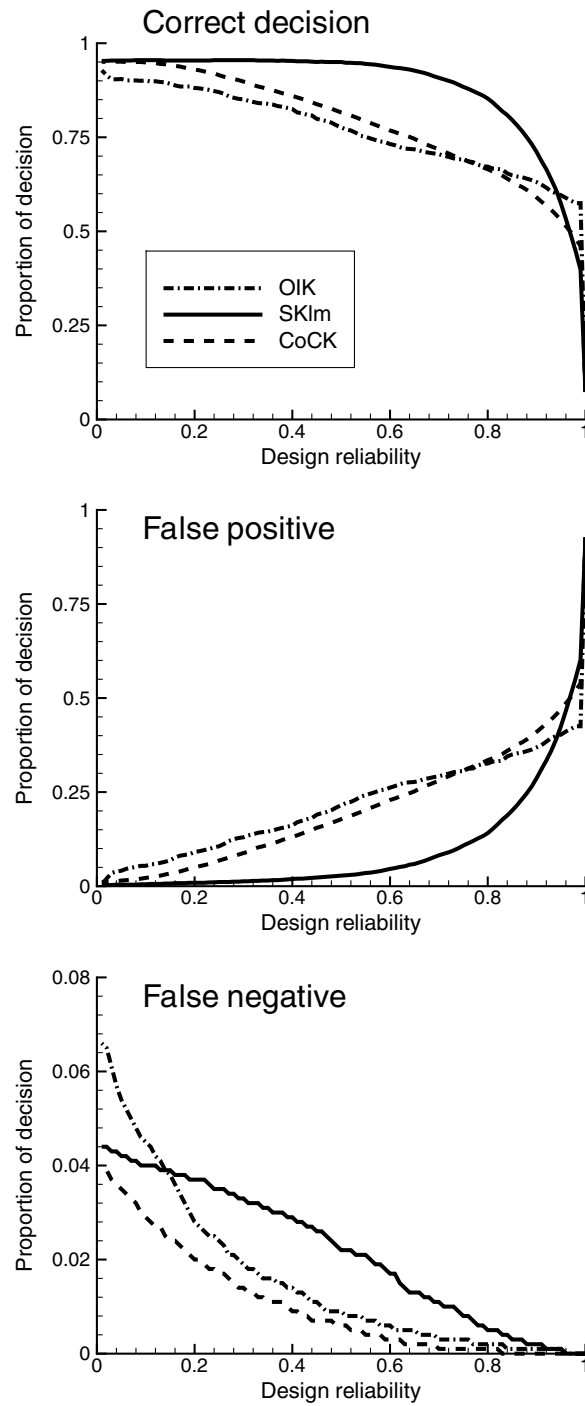 Correct decision
1
0.75
0.5
0.25
0
Proportion of decision
OIK
SKIm
CoCK
0 0.2 0.4 0.6 0.8 1
Design reliability
False positive
1
0.75
0.5
0.25
0
Proportion of decision
0 0.2 0.4 0.6 0.8 1
Design reliability
False negative
0.08
0.06
0.04
0.02
0
Proportion of decision
0 0.2 0.4 0.6 0.8 1
Design reliability